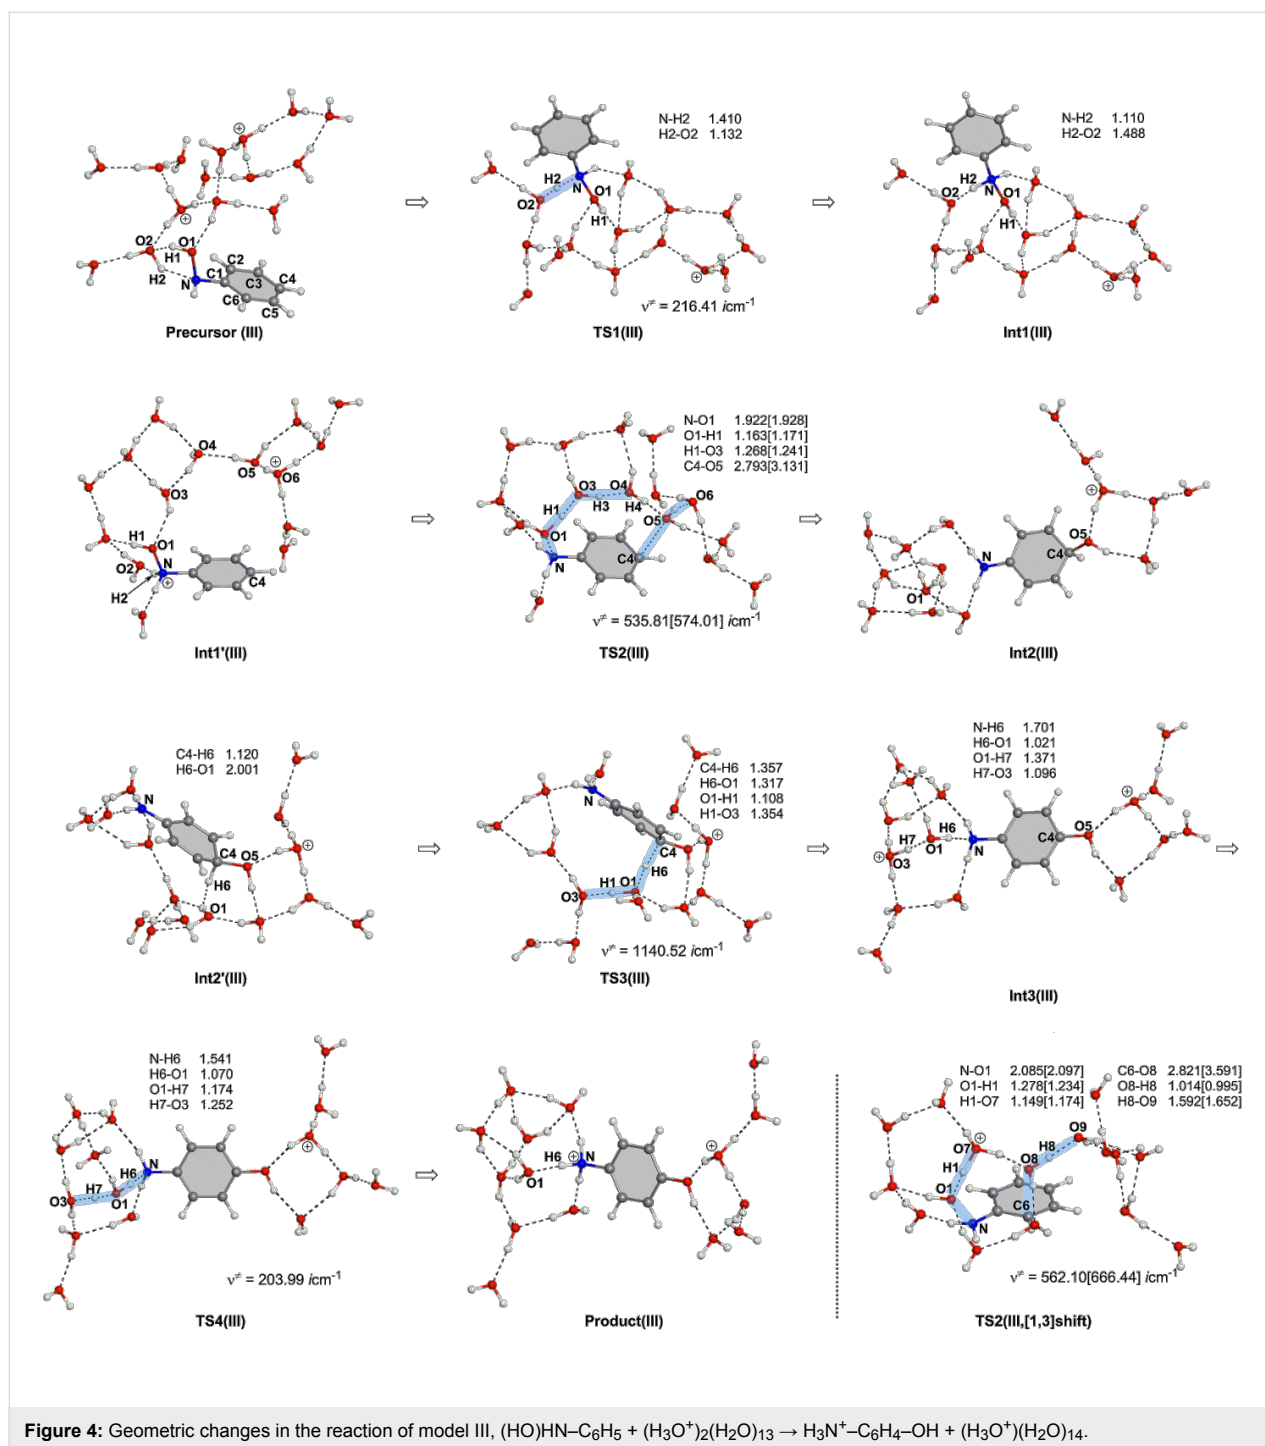 N-H2 1.410
H2-O2 1.132
N-H2 1.110
H2-O2 1.488
O2 O1 H1 H2 N C1 C2 C3 C4 C5 C6
H2 N O1 O2 H1
H2 O2 N O1 H1
ν≠ = 216.41 icm-1
Precursor (III)
TS1(III)
Int1(III)
N-O1 1.922[1.928]
O1-H1 1.163[1.171]
H1-O3 1.268[1.241]
C4-O5 2.793[3.131]
O4 O5 O6 O3 H1 O1 O2 N H2 C4
O3 O4 O6 H3 H4 H1 O5 O1 C4 N
O5 C4 N O1
ν≠ = 535.81[574.01] icm-1
Int1'(III)
TS2(III)
Int2(III)
C4-H6 1.120
H6-O1 2.001
C4-H6 1.357
H6-O1 1.317
O1-H1 1.108
H1-O3 1.354
N-H6 1.701
H6-O1 1.021
O1-H7 1.371
H7-O3 1.096
N C4 O5 H6 O1
N C4 H6 H1 O1 O3
H7 H6 O3 O1 N C4 O5
ν≠ = 1140.52 icm-1
Int2'(III)
TS3(III)
Int3(III)
N-H6 1.541
H6-O1 1.070
O1-H7 1.174
H7-O3 1.252
N-O1 2.085[2.097] C6-O8 2.821[3.591]
O1-H1 1.278[1.234] O8-H8 1.014[0.995]
H1-O7 1.149[1.174] H8-O9 1.592[1.652]
N H6 H7 O3 O1
H6 N O1
O9 O7 H8 O8 H1 O1 C6 N
ν≠ = 203.99 icm-1
ν≠ = 562.10[666.44] icm-1
TS4(III)
Product(III)
TS2(III,[1,3]shift)
Figure 4: Geometric changes in the reaction of model III, (HO)HN–C6H5 + (H3O+)2(H2O)13 → H3N+–C6H4–OH + (H3O+)(H2O)14.